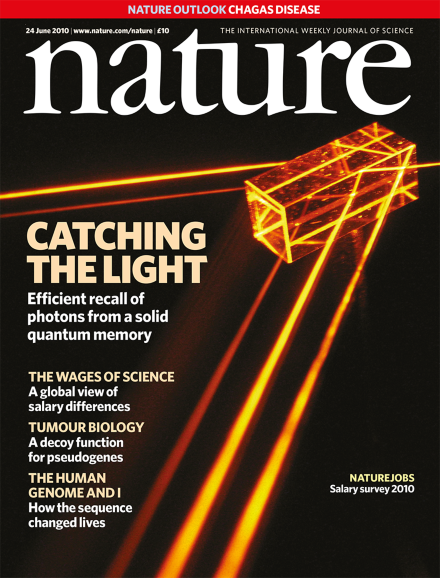 NATURE OUTLOOK CHAGAS DISEASE
24 June 2010 | www.nature.com/nature | £10
THE INTERNATIONAL WEEKLY JOURNAL OF SCIENCE
nature
CATCHING
THE LIGHT
Efficient recall of
photons from a solid
quantum memory
THE WAGES OF SCIENCE
A global view of
salary differences
TUMOUR BIOLOGY
A decoy function
for pseudogenes
THE HUMAN
GENOME AND I
How the sequence
changed lives
NATUREJOBS
Salary survey 2010